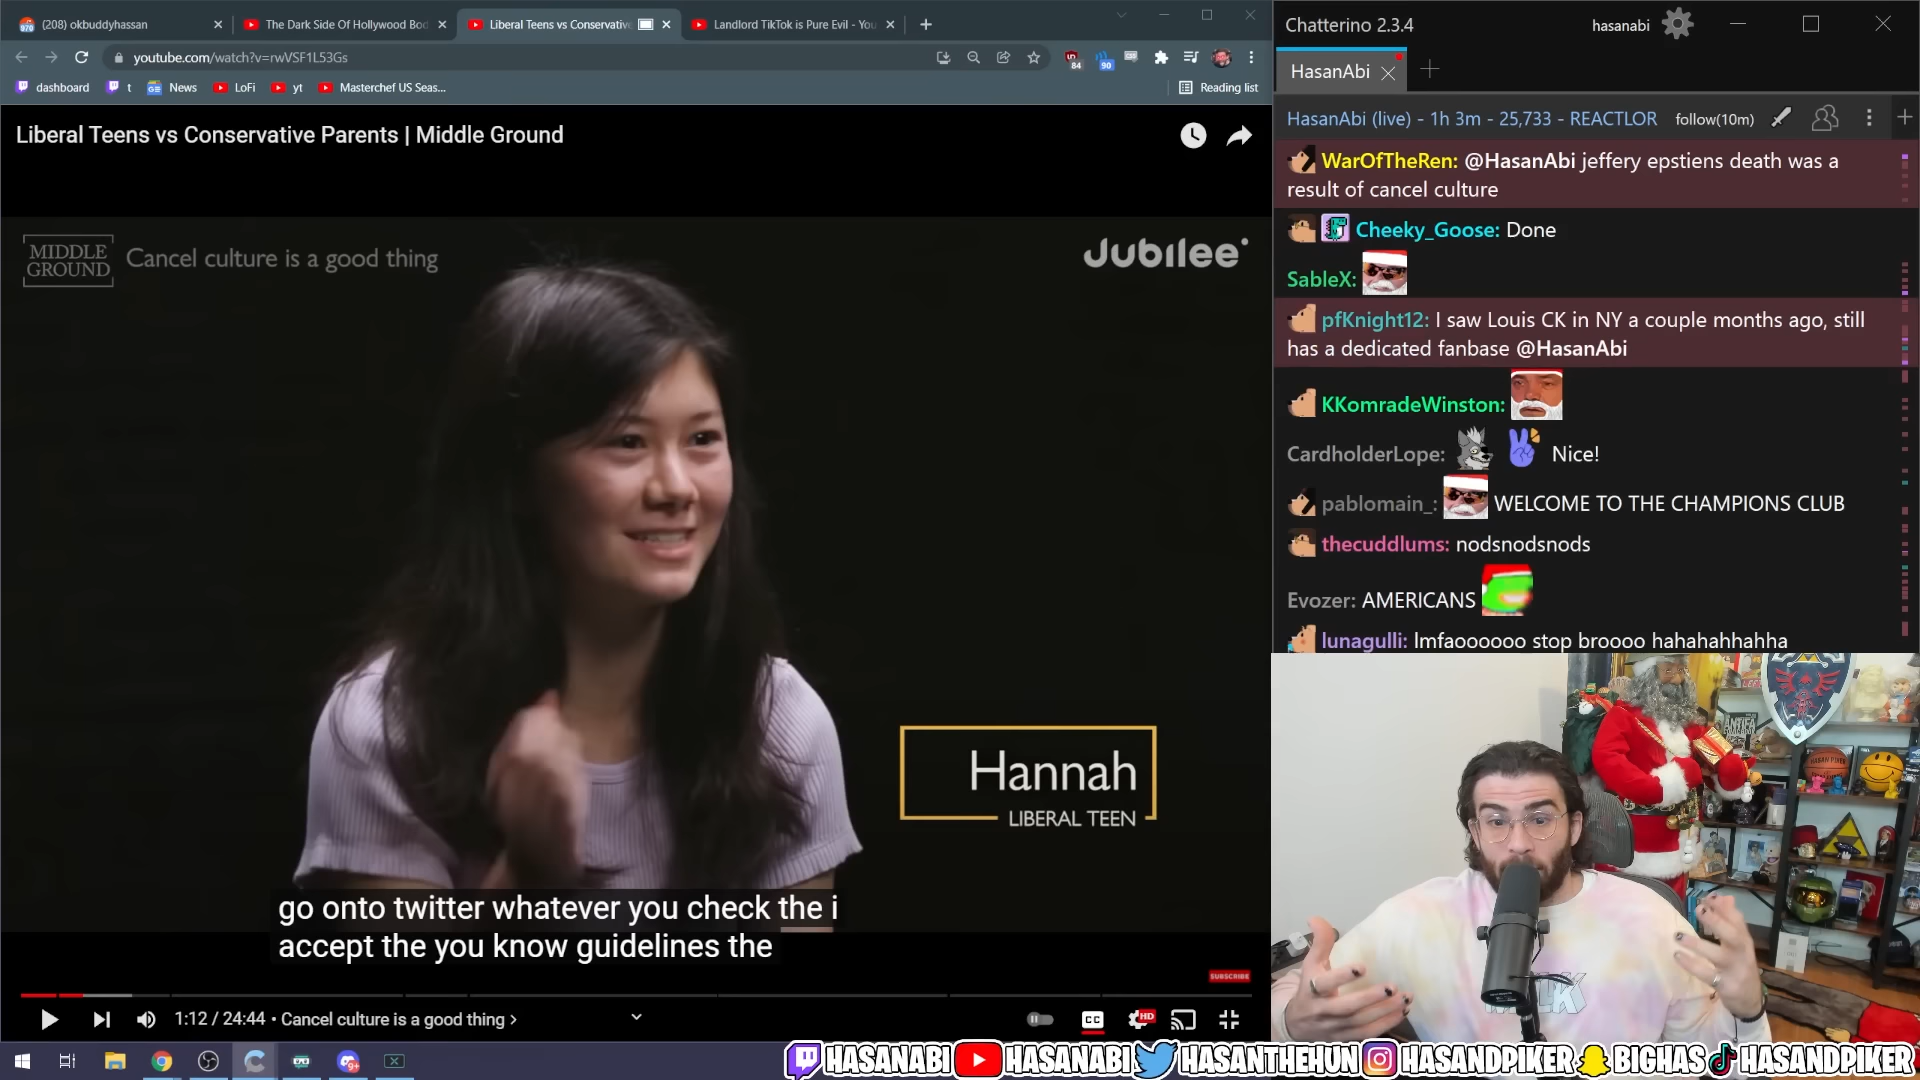 (208) okbuddyhassan
The Dark Side Of Hollywood Bod
Liberal Teens vs Conservative
Landlord TikTok is Pure Evil - You
youtube.com/watch?v=rwVSF1L53Gs
84
90
dashboard
t
News
LoFi
yt
Masterchef US Seas...
Reading list
Liberal Teens vs Conservative Parents | Middle Ground
MIDDLE
GROUND
Cancel culture is a good thing
Jubilee
Hannah
LIBERAL TEEN
go onto twitter whatever you check the i
accept the you know guidelines the
SUBSCRIBE
1:12 / 24:44 • Cancel culture is a good thing >
CC
HD
Chatterino 2.3.4
hasanabi
HasanAbi
HasanAbi (live) - 1h 3m - 25,733 - REACTLOR
follow(10m)
WarOfTheRen: @HasanAbi jeffery epstiens death was a
result of cancel culture
Cheeky_Goose: Done
SableX:
pfKnight12: I saw Louis CK in NY a couple months ago, still
has a dedicated fanbase @HasanAbi
KKomradeWinston:
CardholderLope: Nice!
pablomain_: WELCOME TO THE CHAMPIONS CLUB
thecuddlums: nodsnodsnods
Evozer: AMERICANS
lunagulli: lmfaoooooo stop broooo hahahahhahha
HASANABI
HASANABI
HASANTHEHUN
HASANDPIKER
BIGHAS
HASANDPIKER